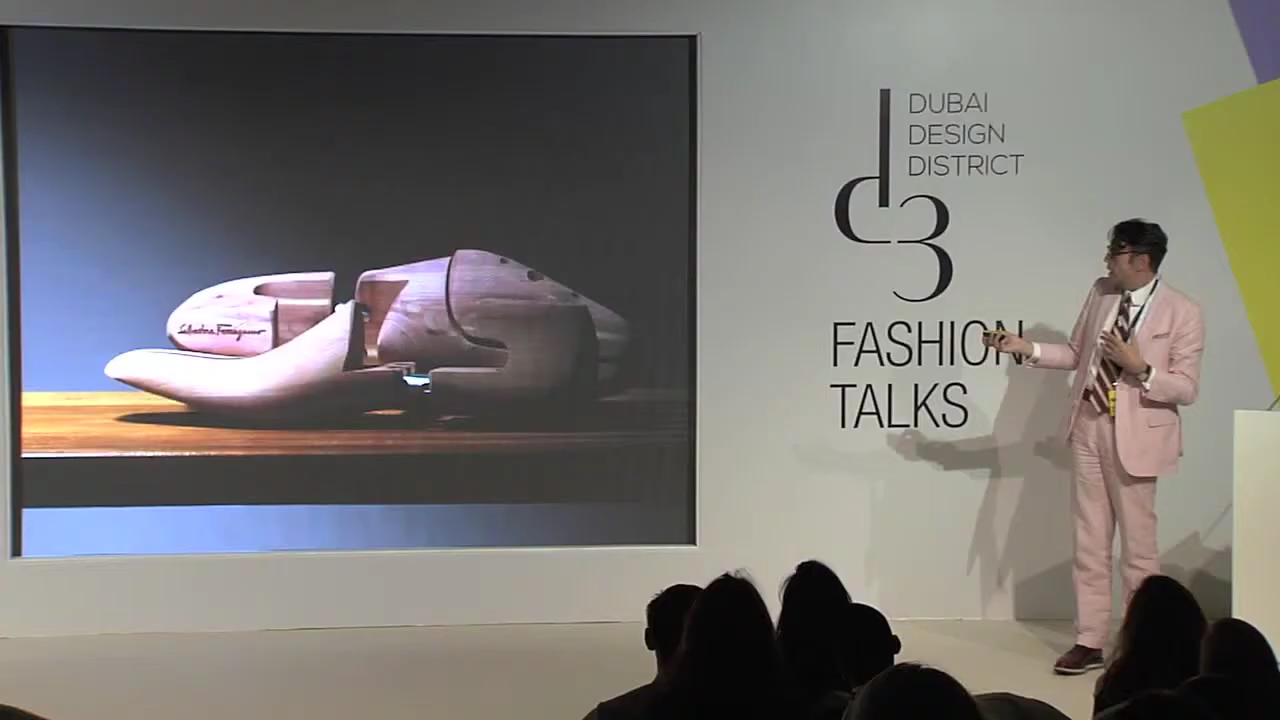 Salvatore Ferragamo
DUBAI
DESIGN
DISTRICT
d3
FASHION
TALKS